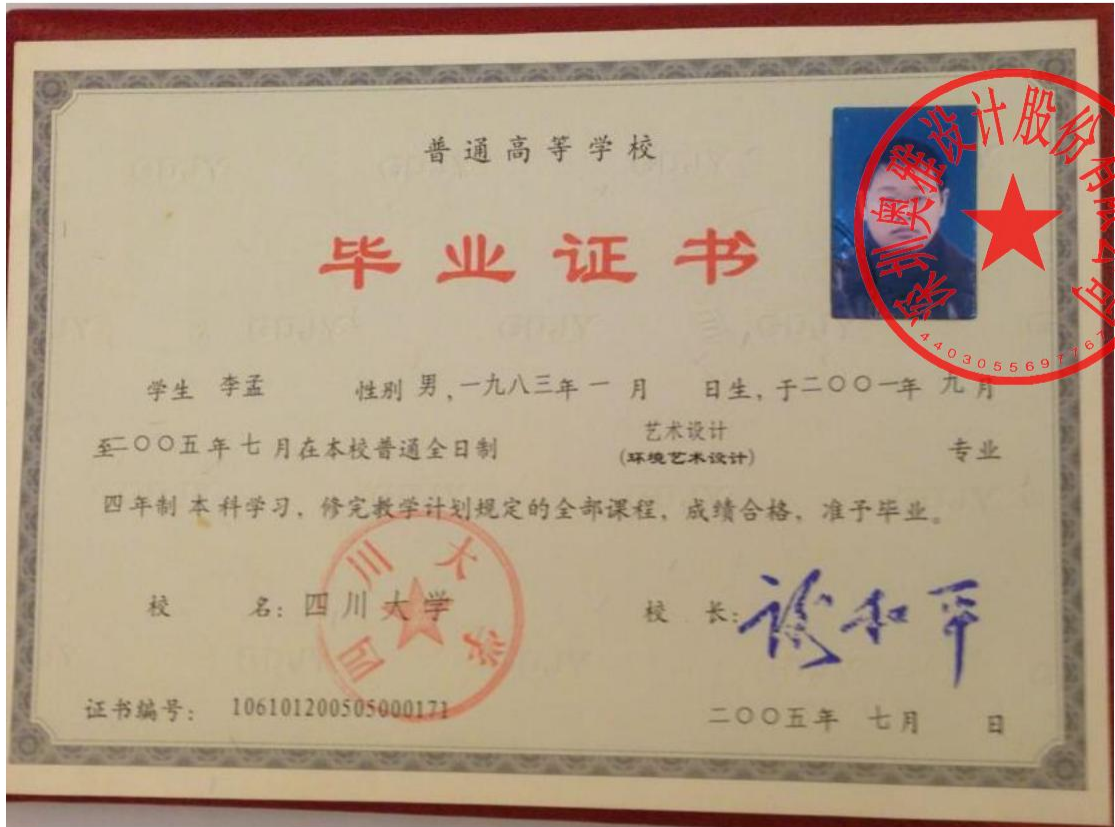 普通高等学校
毕业证书
学生 李孟 性别 男，一九八三年 一 月 日生，于二〇〇一年 九 月
至二〇〇五年 七 月在本校普通全日制 艺术设计 (环境艺术设计) 专业
四年制 本科学习，修完教学计划规定的全部课程，成绩合格，准予毕业。
校 名：四川大学
校 长：谢和平
证书编号： 106101200505000171
二〇〇五年 七月 日
四川大学
深圳奥雅设计股份有限公司